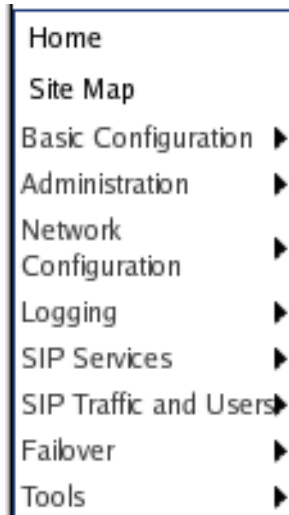 Home
Site Map
Basic Configuration
Administration
Network
Configuration
Logging
SIP Services
SIP Traffic and Users
Failover
Tools